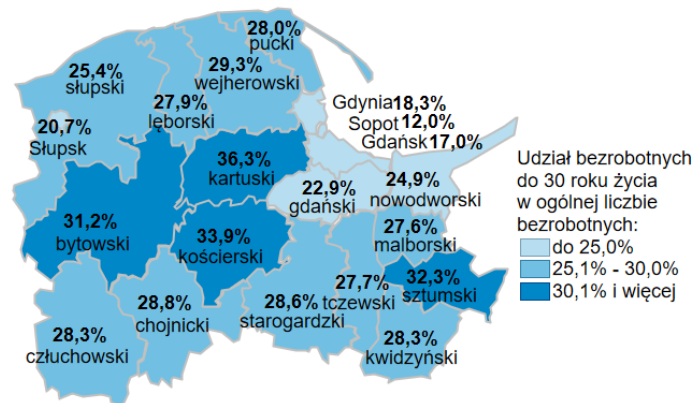 28,0%
pucki
25,4%
słupski
29,3%
wejherowski
27,9%
lęborski
Gdynia 18,3%
Sopot 12,0%
Gdańsk 17,0%
20,7%
Słupsk
36,3%
kartuski
22,9%
gdański
24,9%
nowodworski
31,2%
bytowski
33,9%
kościerski
27,6%
malborski
32,3%
sztumski
27,7%
tczewski
28,8%
chojnicki
28,6%
starogardzki
28,3%
człuchowski
28,3%
kwidzyński
Udział bezrobotnych
do 30 roku życia
w ogólnej liczbie
bezrobotnych:
do 25,0%
25,1% - 30,0%
30,1% i więcej